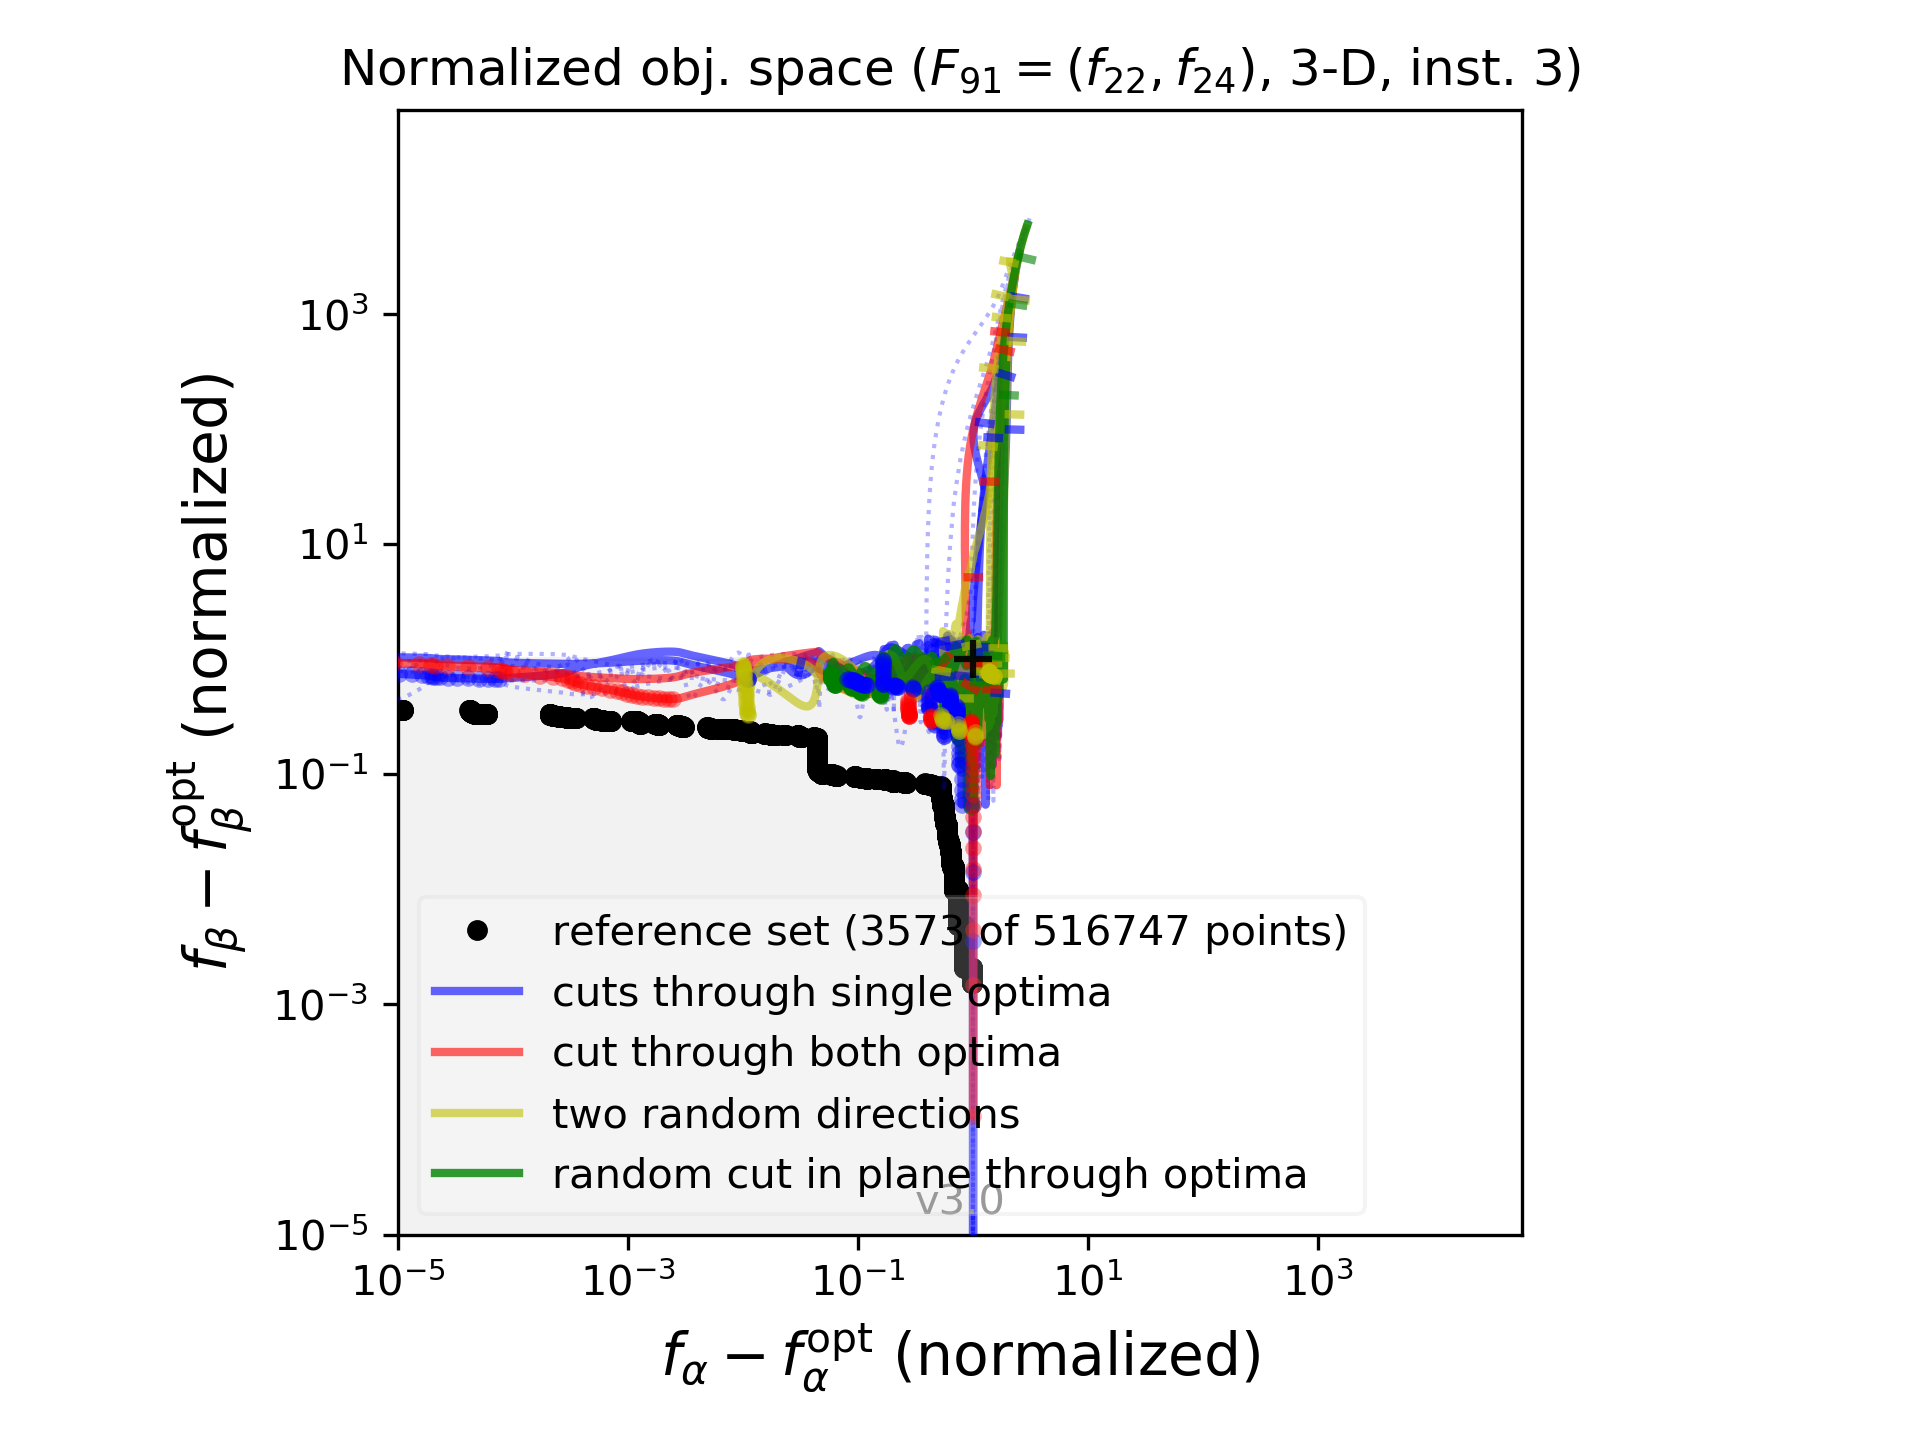 Normalized obj. space (F₉₁ = (f₂₂, f₂₄), 3-D, inst. 3)
f_β − f_β^opt (normalized)
10³
10¹
10⁻¹
10⁻³
10⁻⁵
reference set (3573 of 516747 points)
cuts through single optima
cut through both optima
two random directions
random cut in plane through optima
v3.0
10⁻⁵
10⁻³
10⁻¹
10¹
10³
f_α − f_α^opt (normalized)